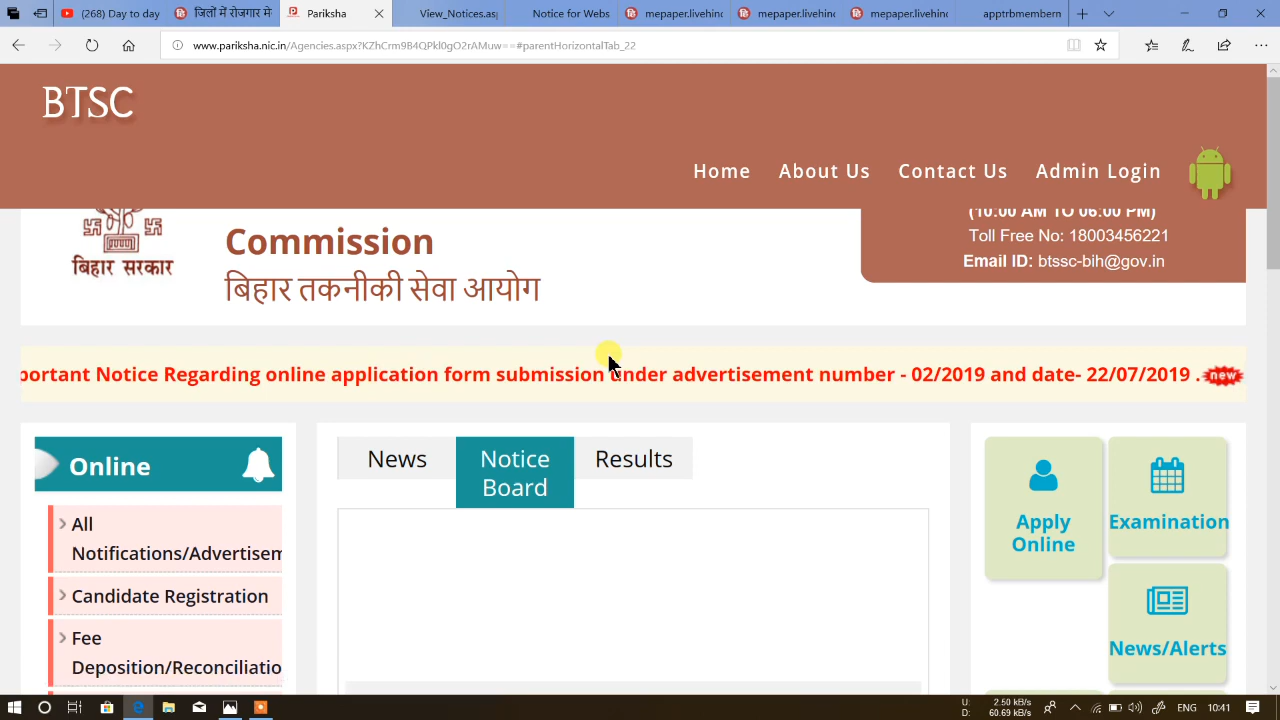 (68) Day to day
जिलों में रोजगार मे
Pariksha
View_Notices.asp
Notice for Webs
mepaper.livehind
mepaper.livehind
mepaper.livehind
apptrbmember
www.pariksha.nic.in/Agencies.aspx?KZhCrm9B4QPkl0gO2rAMuw==#parentHorizontalTab_22
BTSC
Home About Us Contact Us Admin Login
(10:00 AM TO 06:00 PM)
Commission
Toll Free No: 18003456221
Email ID: btssc-bih@gov.in
बिहार सरकार
बिहार तकनीकी सेवा आयोग
portant Notice Regarding online application form submission under advertisement number - 02/2019 and date- 22/07/2019 . new
Online
News
Notice
Board
Results
All
Notifications/Advertisem
Candidate Registration
Fee
Deposition/Reconciliatio
Apply
Online
Examination
News/Alerts
U: 2.50 kB/s
D: 60.69 kB/s
ENG 10:41